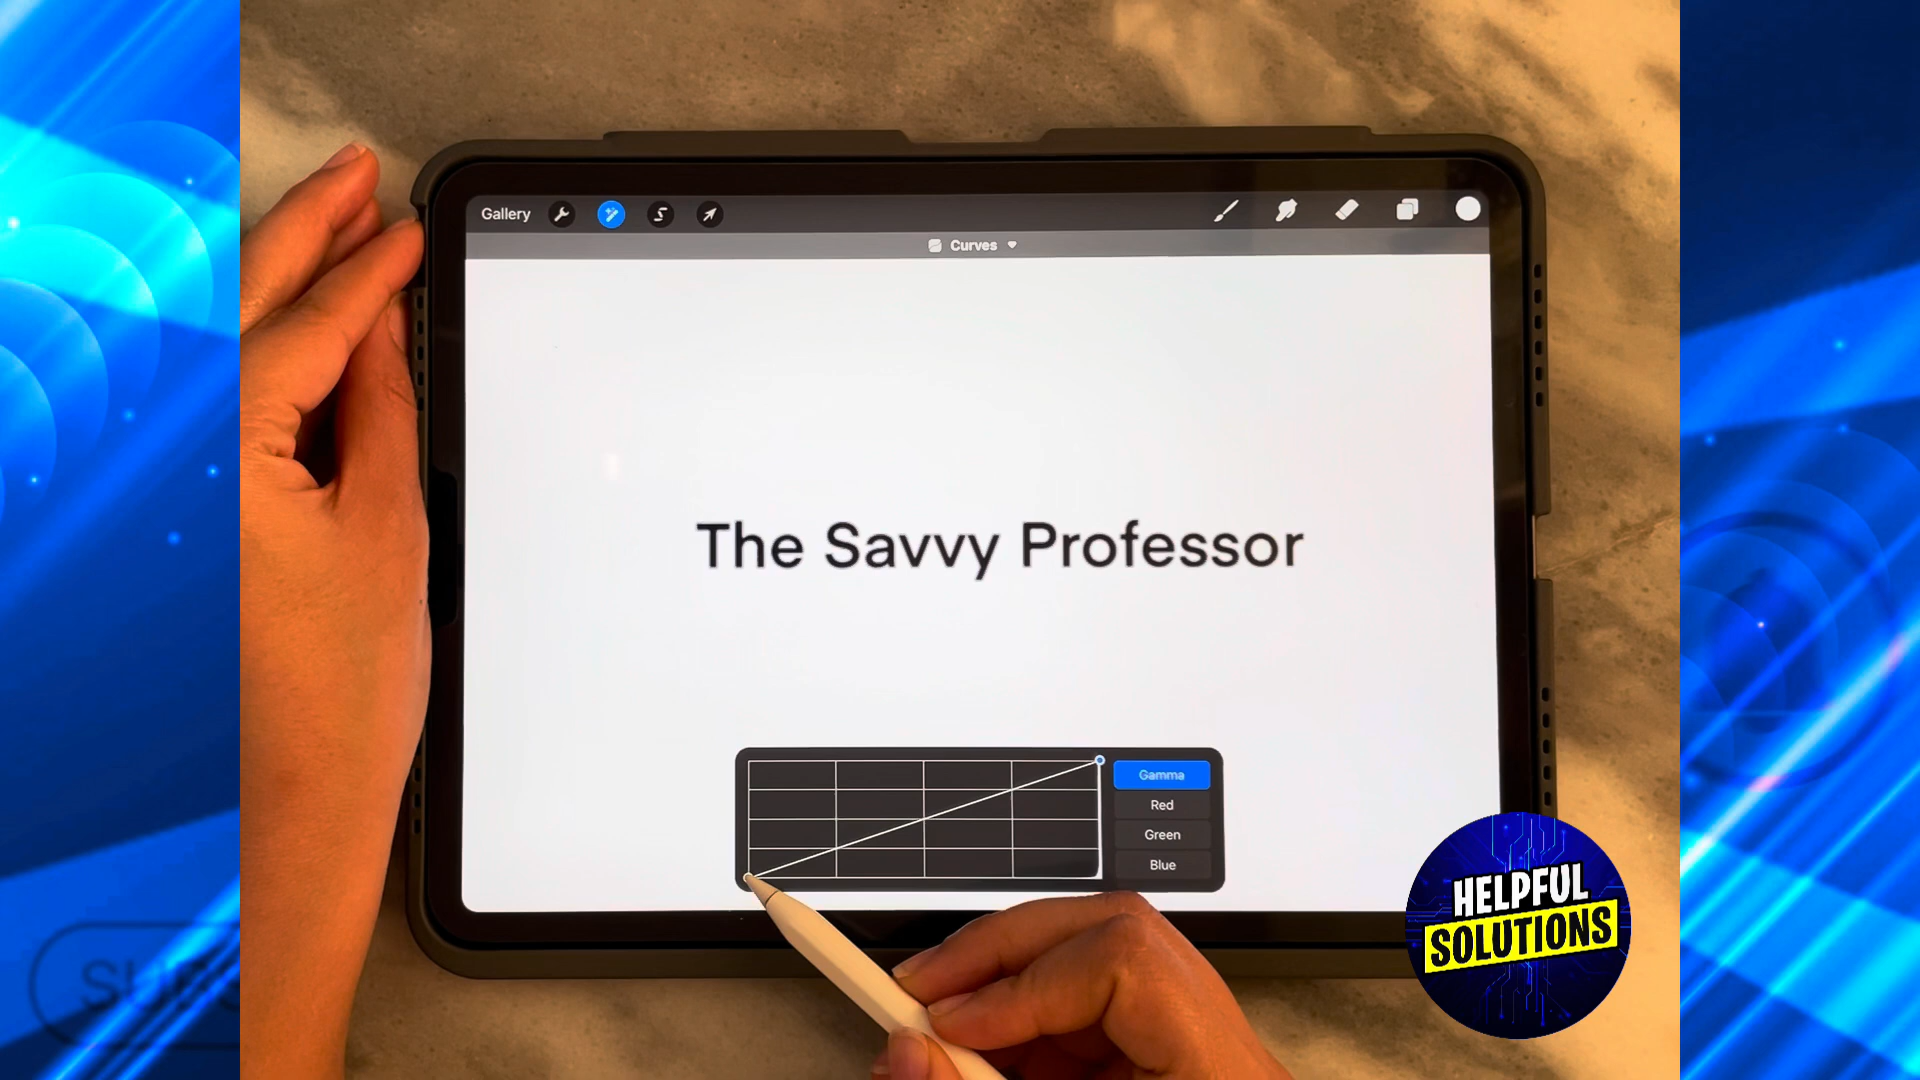 Gallery
Curves
The Savvy Professor
Gamma
Red
Green
Blue
HELPFUL
SOLUTIONS